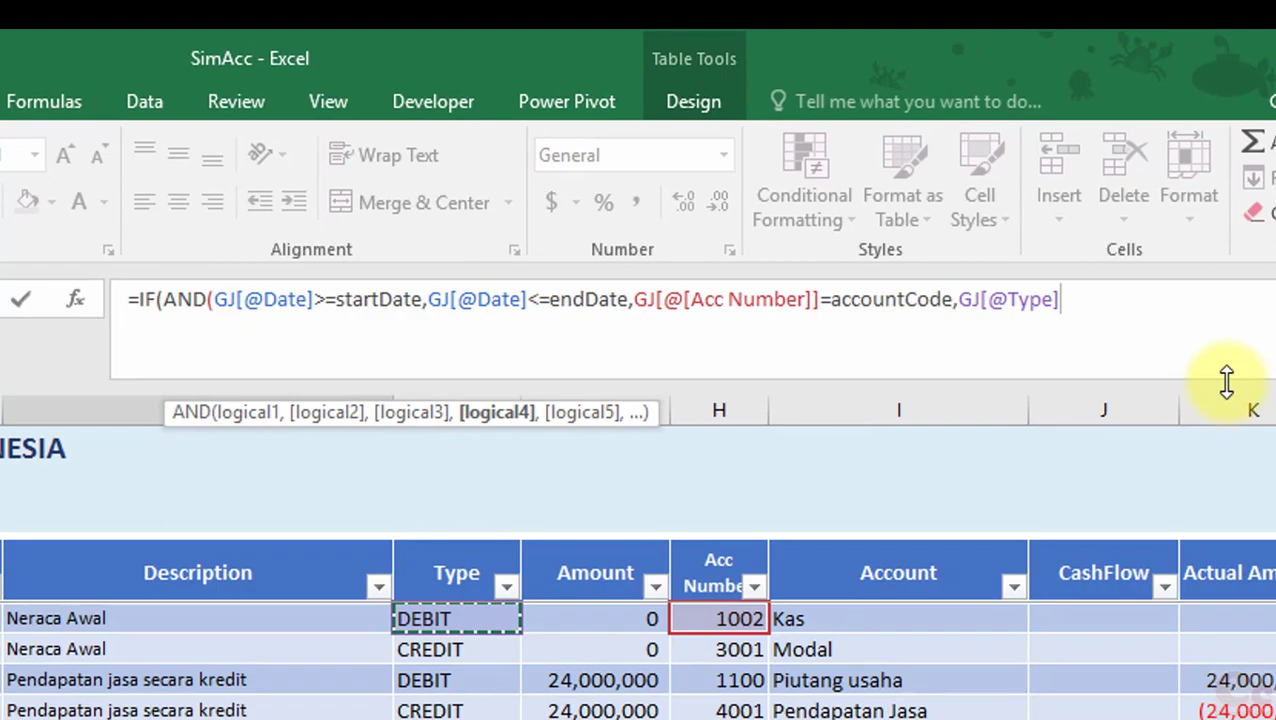 SimAcc - Excel
Table Tools
Formulas Data Review View Developer Power Pivot Design Tell me what you want to do...
Wrap Text
General
Merge & Center
$ % ,
Conditional Formatting
Format as Table
Cell Styles
Insert
Delete
Format
Alignment
Number
Styles
Cells
=IF(AND(GJ[@Date]>=startDate,GJ[@Date]<=endDate,GJ[@[Acc Number]]=accountCode,GJ[@Type]
AND(logical1, [logical2], [logical3], [logical4], [logical5], ...)
H I J K
NESIA
Description Type Amount Acc Numbe Account CashFlow Actual Am
Neraca Awal DEBIT 0 1002 Kas
Neraca Awal CREDIT 0 3001 Modal
Pendapatan jasa secara kredit DEBIT 24,000,000 1100 Piutang usaha 24,000,
Pendapatan jasa secara kredit CREDIT 24,000,000 4001 Pendapatan Jasa (24,000